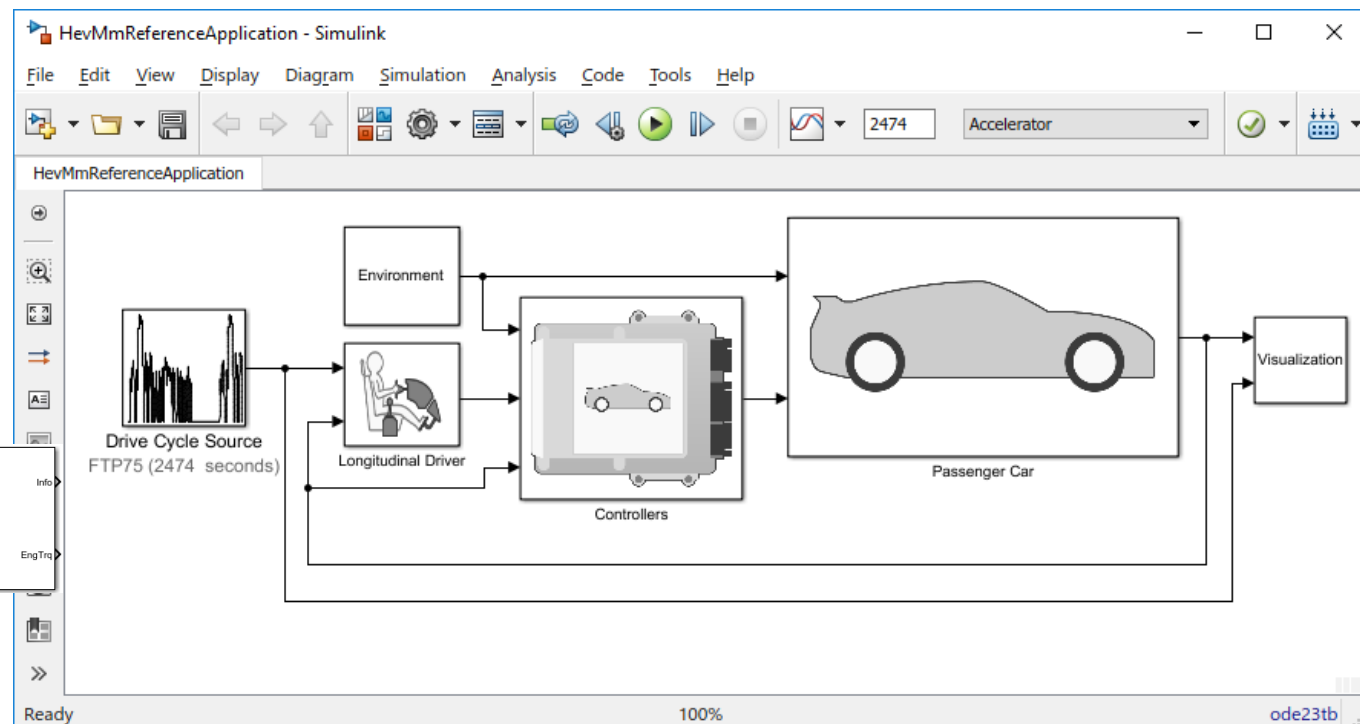 HevMmReferenceApplication - Simulink
File Edit View Display Diagram Simulation Analysis Code Tools Help
2474 Accelerator
HevMmReferenceApplication
Environment
Drive Cycle Source
FTP75 (2474 seconds)
Longitudinal Driver
Controllers
Passenger Car
Visualization
Info
EngTrq
A
Ready 100% ode23tb